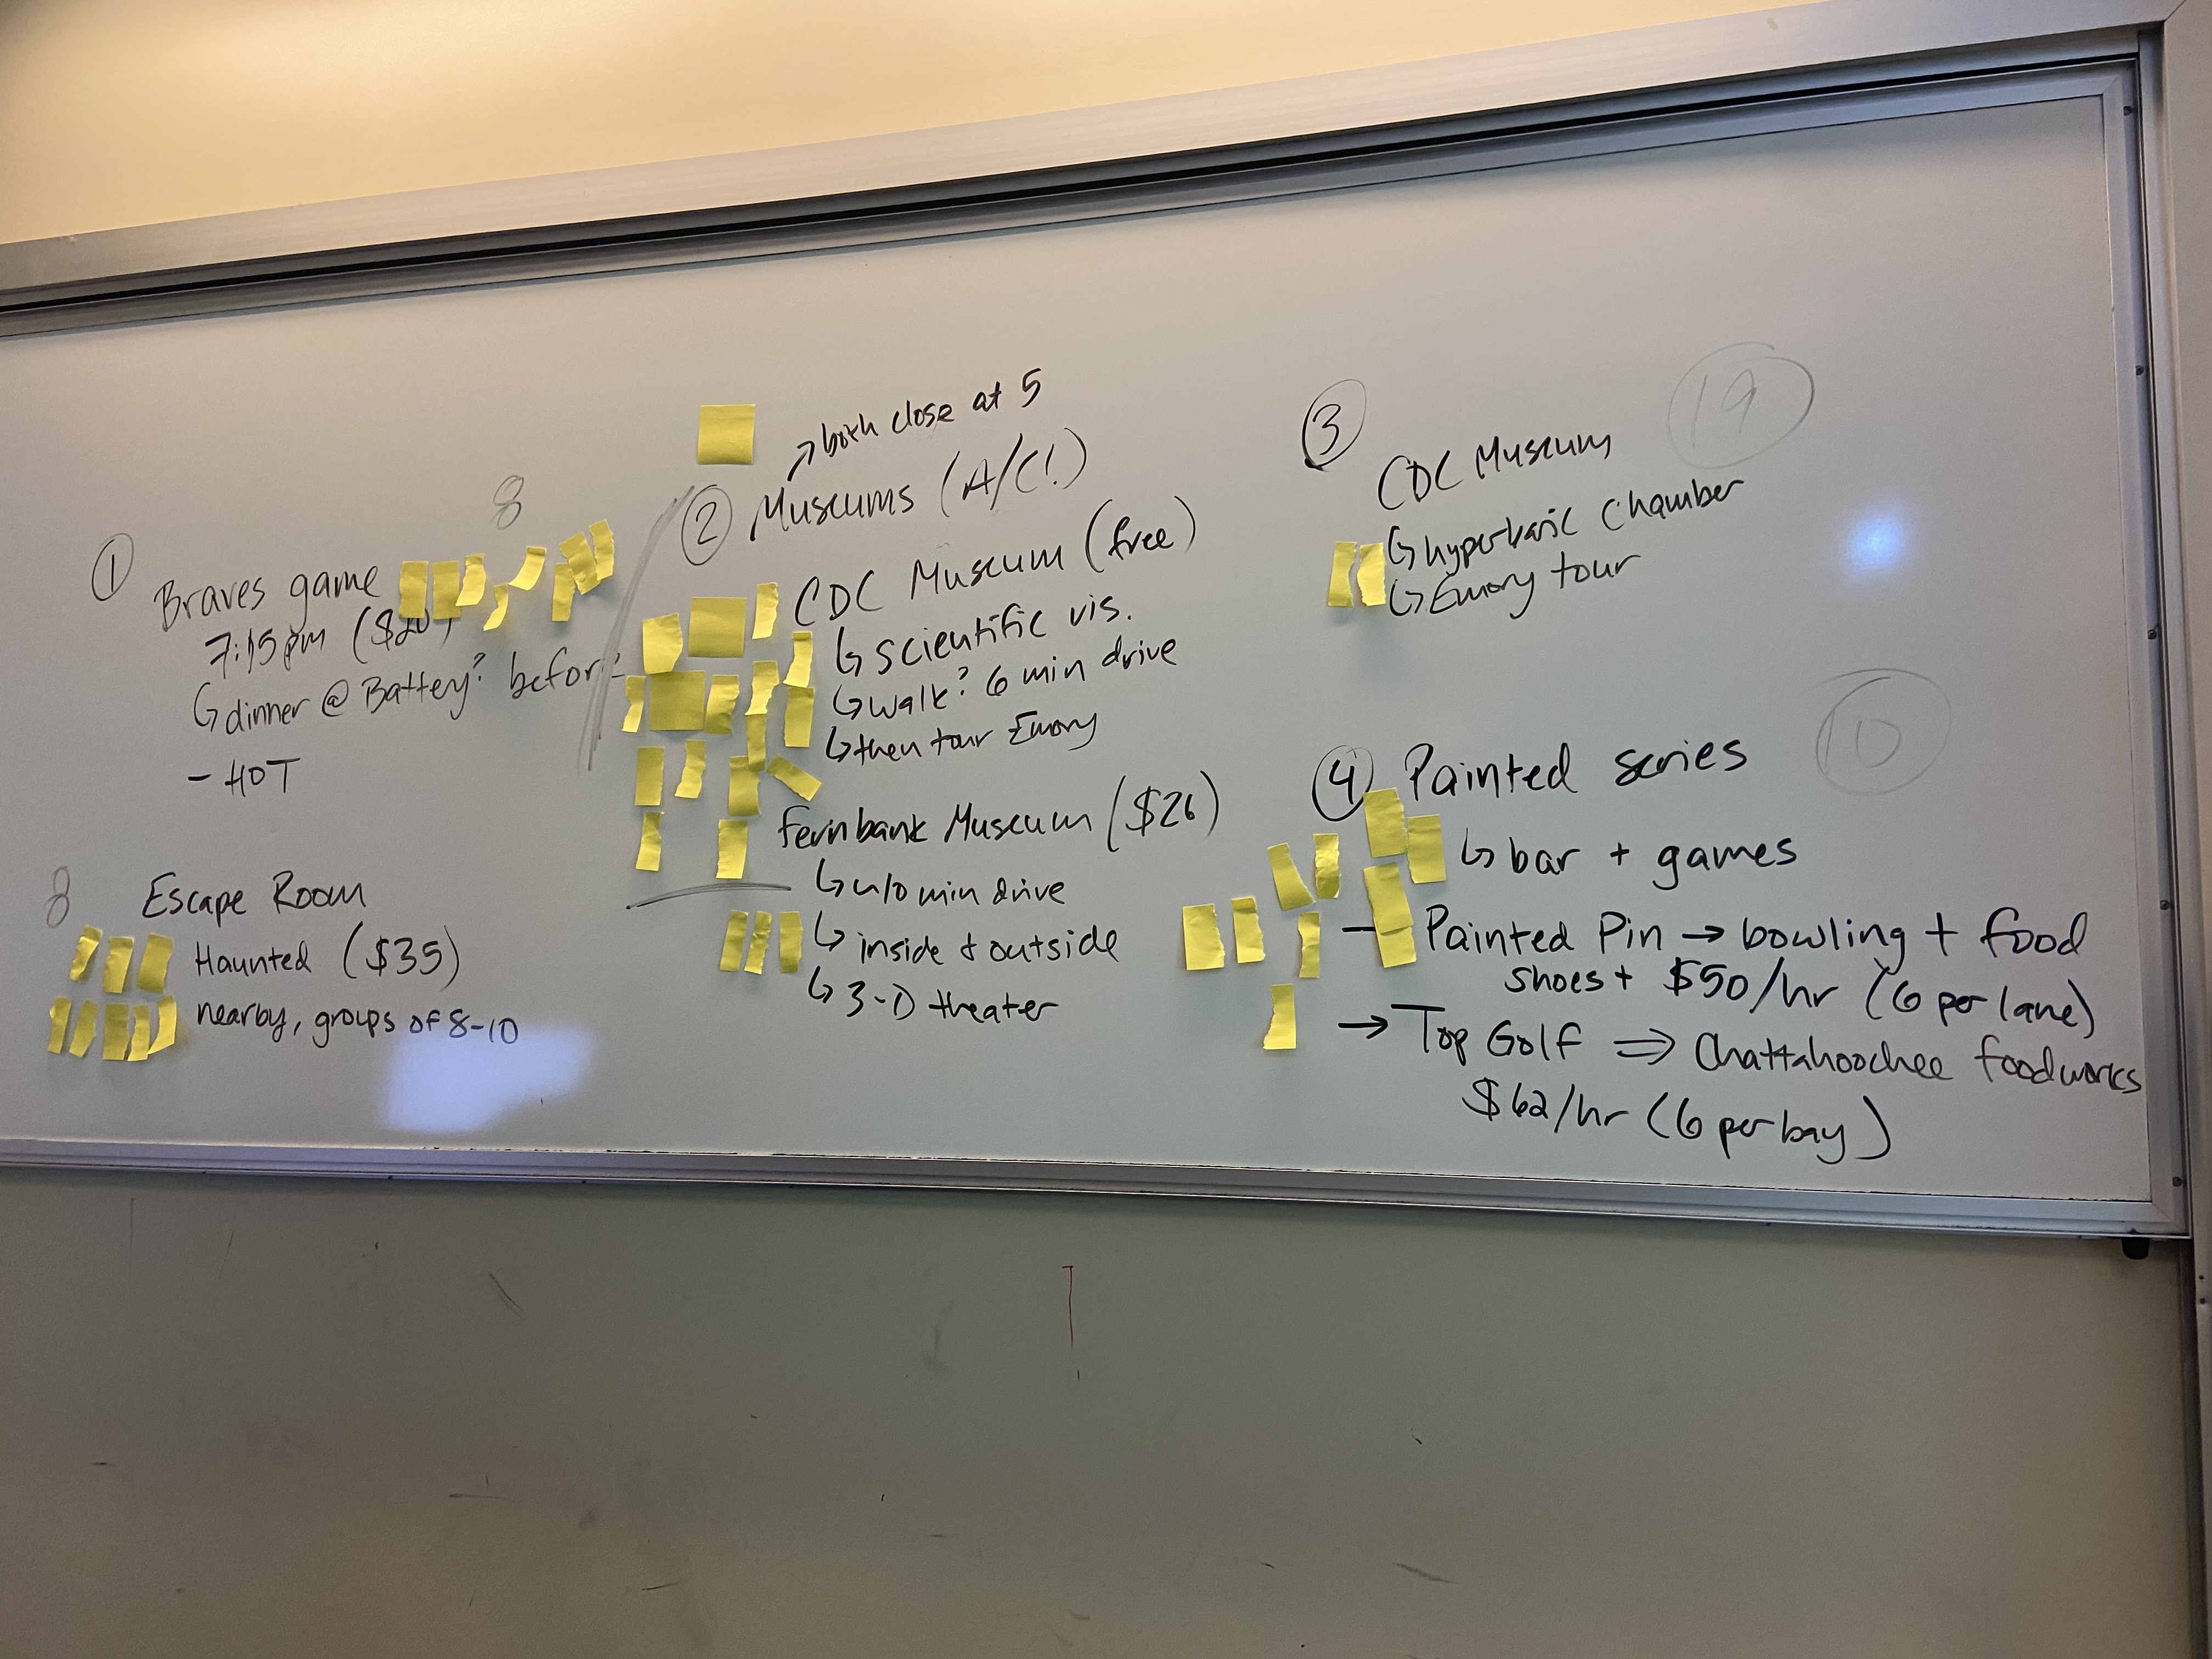 8
①
Braves game
7:15pm ($20)
↳ dinner @ Battery? before
- HOT
8
Escape Room
Haunted ($35)
nearby, groups of 8-10
↗ both close at 5
② Museums (A/C!)
CDC Museum (free)
↳ scientific vis.
↳ walk? 6 min drive
↳ then tour Emory
Fernbank Museum ($26)
↳ min drive
↳ inside & outside
↳ 3-D theater
③
19
CDC Museum
↳ hyperbaric Chamber
↳ Emory tour
10
④ Painted series
↳ bar + games
- Painted Pin → bowling + food
shoes + $50/hr (6 per lane)
→ Top Golf ⇒ Chattahoochee foodworks
$62/hr (6 per bay)